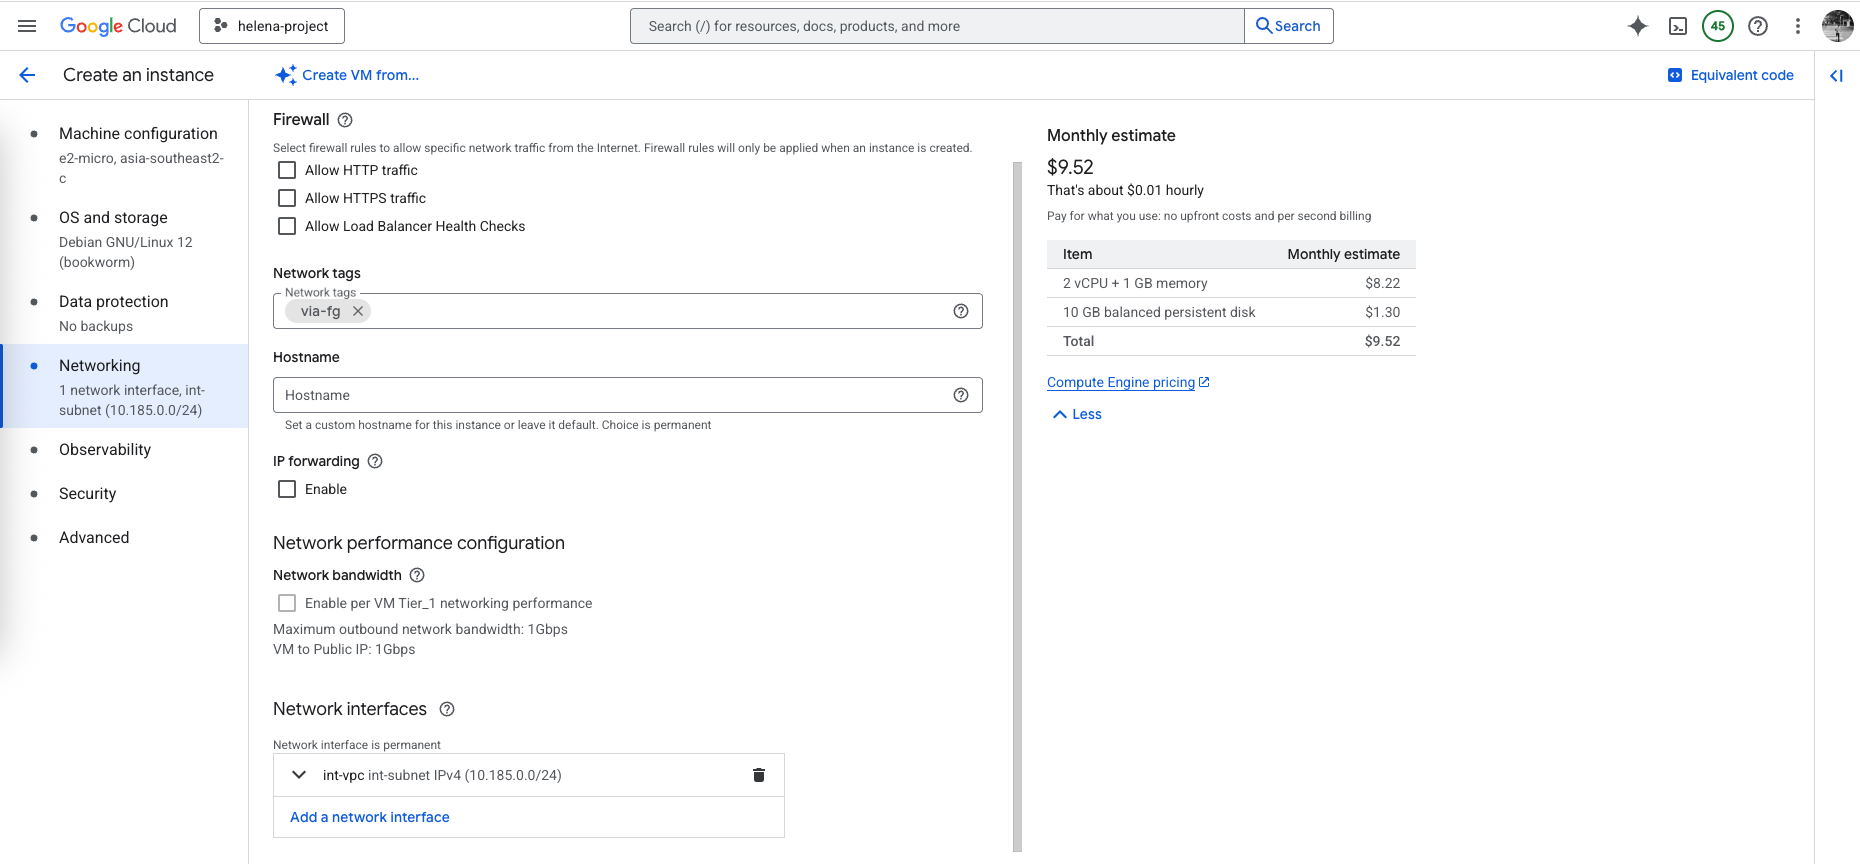 Google Cloud
helena-project
Search (/) for resources, docs, products, and more
Search
45
Create an instance
Create VM from...
Equivalent code
Machine configuration
e2-micro, asia-southeast2-
c
OS and storage
Debian GNU/Linux 12
(bookworm)
Data protection
No backups
Networking
1 network interface, int-
subnet (10.185.0.0/24)
Observability
Security
Advanced
Firewall
Select firewall rules to allow specific network traffic from the Internet. Firewall rules will only be applied when an instance is created.
Allow HTTP traffic
Allow HTTPS traffic
Allow Load Balancer Health Checks
Network tags
Network tags
via-fg
Hostname
Hostname
Set a custom hostname for this instance or leave it default. Choice is permanent
IP forwarding
Enable
Network performance configuration
Network bandwidth
Enable per VM Tier_1 networking performance
Maximum outbound network bandwidth: 1Gbps
VM to Public IP: 1Gbps
Network interfaces
Network interface is permanent
int-vpc int-subnet IPv4 (10.185.0.0/24)
Add a network interface
Monthly estimate
$9.52
That's about $0.01 hourly
Pay for what you use: no upfront costs and per second billing
Item Monthly estimate
2 vCPU + 1 GB memory $8.22
10 GB balanced persistent disk $1.30
Total $9.52
Compute Engine pricing
Less